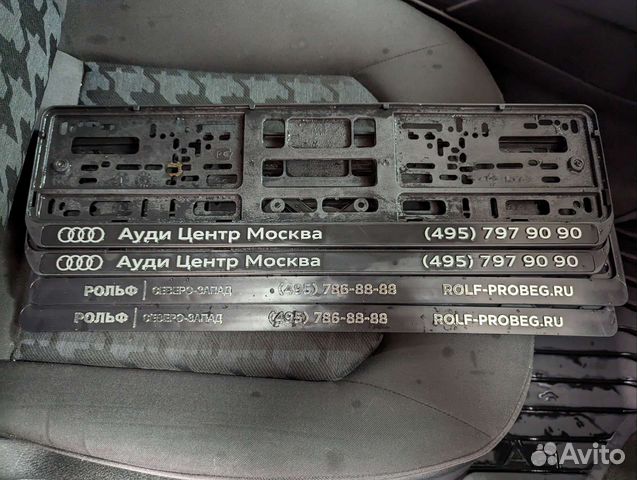 Ауди Центр Москва (495) 797 90 90
Ауди Центр Москва (495) 797 90 90
РОЛЬФ | СЕВЕРО-ЗАПАД (495) 786-88-88 ROLF-PROBEG.RU
РОЛЬФ | СЕВЕРО-ЗАПАД (495) 786-88-88 ROLF-PROBEG.RU
Avito